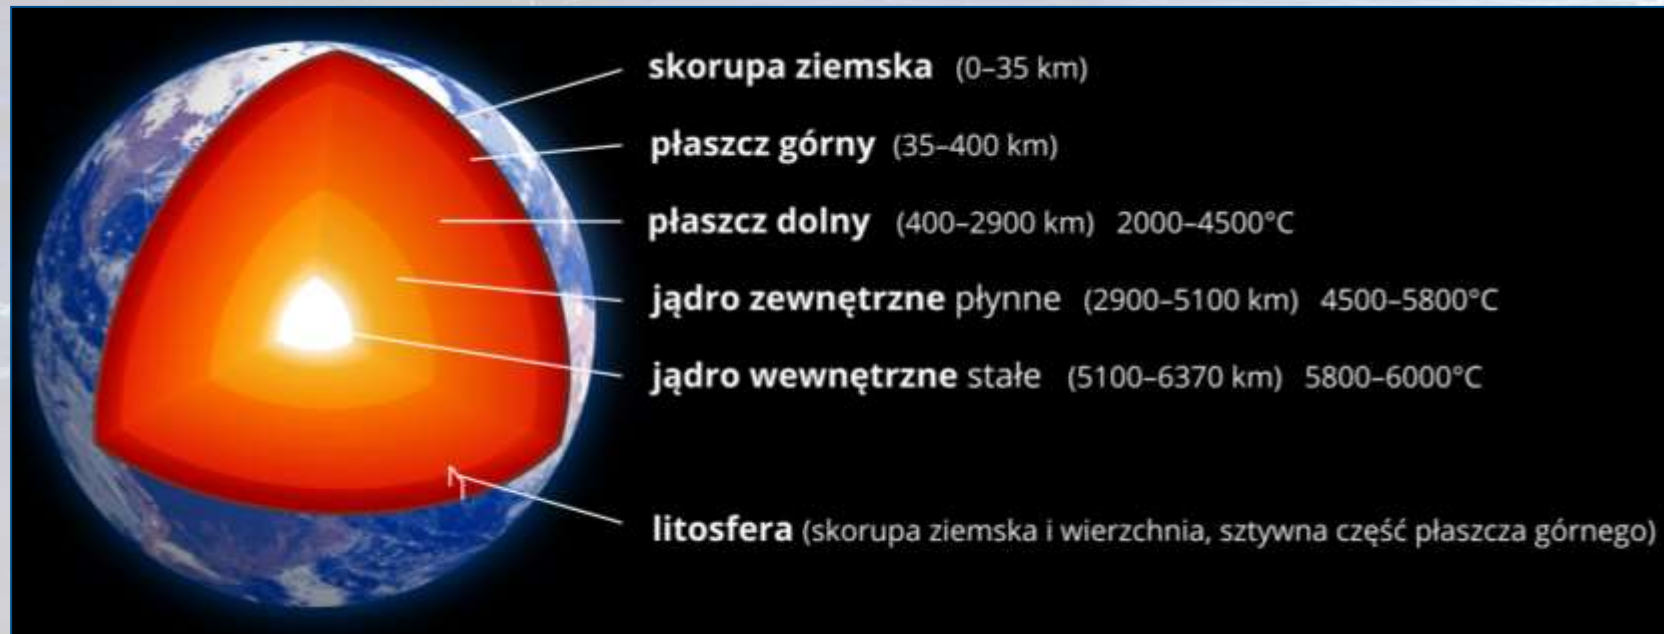 skorupa ziemska (0–35 km)
płaszcz górny (35–400 km)
płaszcz dolny (400–2900 km) 2000–4500°C
jądro zewnętrzne płynne (2900–5100 km) 4500–5800°C
jądro wewnętrzne stałe (5100–6370 km) 5800–6000°C
litosfera (skorupa ziemska i wierzchnia, sztywna część płaszcza górnego)